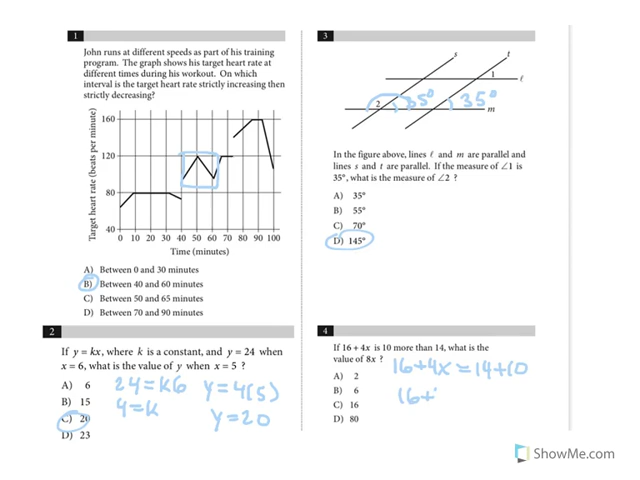 1
John runs at different speeds as part of his training
program. The graph shows his target heart rate at
different times during his workout. On which
interval is the target heart rate strictly increasing then
strictly decreasing?
Target heart rate (beats per minute)
160
120
80
40
0 10 20 30 40 50 60 70 80 90 100
Time (minutes)
A) Between 0 and 30 minutes
B) Between 40 and 60 minutes
C) Between 50 and 65 minutes
D) Between 70 and 90 minutes
2
If y = kx, where k is a constant, and y = 24 when
x = 6, what is the value of y when x = 5 ?
A) 6
B) 15
C) 20
D) 23
24=k6
4=k
y=4(5)
y=20
3
s
t
1
ℓ
2
35°
35°
m
In the figure above, lines ℓ and m are parallel and
lines s and t are parallel. If the measure of ∠1 is
35°, what is the measure of ∠2 ?
A) 35°
B) 55°
C) 70°
D) 145°
4
If 16 + 4x is 10 more than 14, what is the
value of 8x ?
A) 2
B) 6
C) 16
D) 80
16+4x=14+10
16+
ShowMe.com